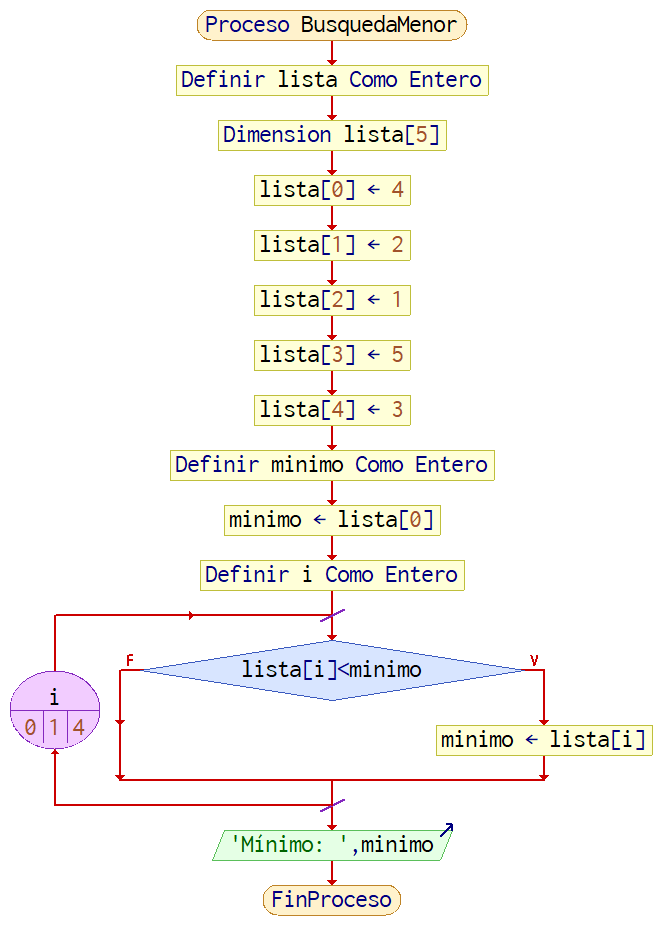 Proceso BusquedaMenor
Definir lista Como Entero
Dimension lista[5]
lista[0] ← 4
lista[1] ← 2
lista[2] ← 1
lista[3] ← 5
lista[4] ← 3
Definir minimo Como Entero
minimo ← lista[0]
Definir i Como Entero
F
V
lista[i]<minimo
i
0 1 4
minimo ← lista[i]
'Mínimo: ',minimo
FinProceso